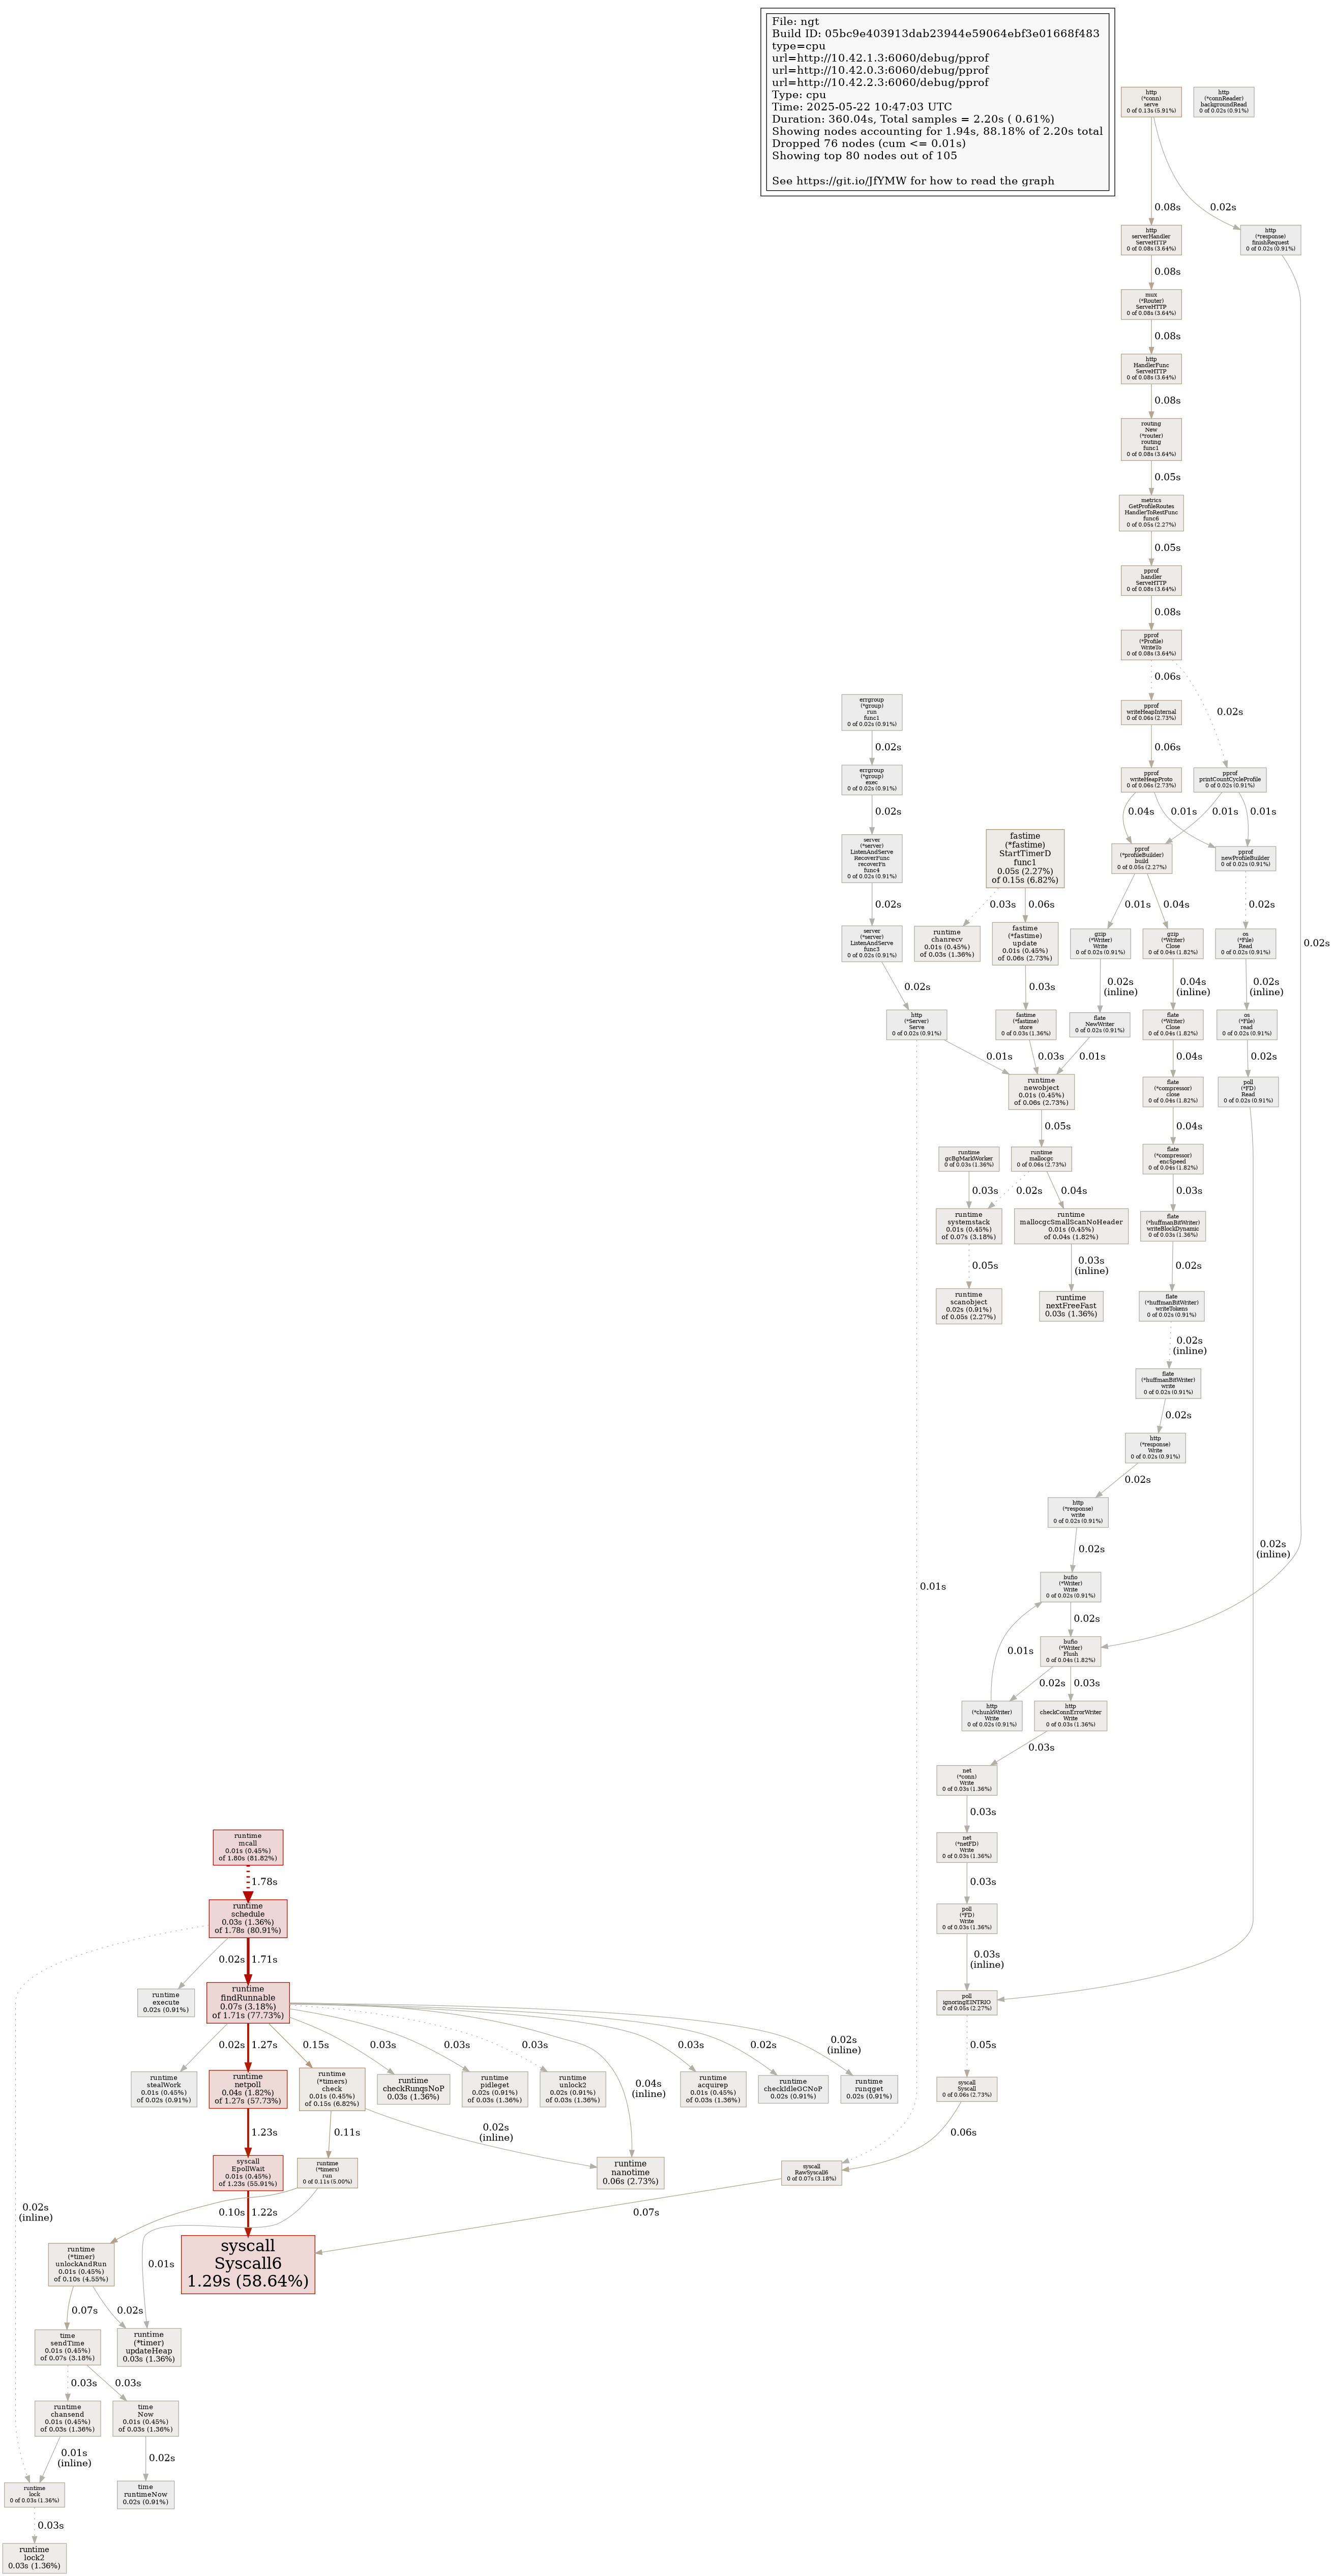 File: ngt
Build ID: 05bc9e403913dab23944e59064ebf3e01668f483
type=cpu
url=http://10.42.1.3:6060/debug/pprof
url=http://10.42.0.3:6060/debug/pprof
url=http://10.42.2.3:6060/debug/pprof
Type: cpu
Time: 2025-05-22 10:47:03 UTC
Duration: 360.04s, Total samples = 2.20s ( 0.61%)
Showing nodes accounting for 1.94s, 88.18% of 2.20s total
Dropped 76 nodes (cum <= 0.01s)
Showing top 80 nodes out of 105
See https://git.io/JfYMW for how to read the graph
http
(*conn)
serve
0 of 0.13s (5.91%)
http
(*connReader)
backgroundRead
0 of 0.02s (0.91%)
0.08s
0.02s
http
serverHandler
ServeHTTP
0 of 0.08s (3.64%)
http
(*response)
finishRequest
0 of 0.02s (0.91%)
0.08s
mux
(*Router)
ServeHTTP
0 of 0.08s (3.64%)
0.08s
http
HandlerFunc
ServeHTTP
0 of 0.08s (3.64%)
0.08s
routing
New
(*router)
routing
func1
0 of 0.08s (3.64%)
0.05s
metrics
GetProfileRoutes
HandlerToRestFunc
func6
0 of 0.05s (2.27%)
0.05s
pprof
handler
ServeHTTP
0 of 0.08s (3.64%)
0.08s
pprof
(*Profile)
WriteTo
0 of 0.08s (3.64%)
0.06s
0.02s
errgroup
(*group)
run
func1
0 of 0.02s (0.91%)
pprof
writeHeapInternal
0 of 0.06s (2.73%)
0.02s
0.06s
errgroup
(*group)
exec
0 of 0.02s (0.91%)
pprof
writeHeapProto
0 of 0.06s (2.73%)
pprof
printCountCycleProfile
0 of 0.02s (0.91%)
0.02s
0.04s
0.01s
0.01s
0.01s
server
(*server)
ListenAndServe
RecoverFunc
recoverFn
func4
0 of 0.02s (0.91%)
fastime
(*fastime)
StartTimerD
func1
0.05s (2.27%)
of 0.15s (6.82%)
pprof
(*profileBuilder)
build
0 of 0.05s (2.27%)
pprof
newProfileBuilder
0 of 0.02s (0.91%)
0.02s
0.03s
0.06s
0.01s
0.04s
0.02s
server
(*server)
ListenAndServe
func3
0 of 0.02s (0.91%)
runtime
chanrecv
0.01s (0.45%)
of 0.03s (1.36%)
fastime
(*fastime)
update
0.01s (0.45%)
of 0.06s (2.73%)
gzip
(*Writer)
Write
0 of 0.02s (0.91%)
gzip
(*Writer)
Close
0 of 0.04s (1.82%)
os
(*File)
Read
0 of 0.02s (0.91%)
0.02s
0.02s
0.03s
0.02s
(inline)
0.04s
(inline)
0.02s
(inline)
http
(*Server)
Serve
0 of 0.02s (0.91%)
fastime
(*fastime)
store
0 of 0.03s (1.36%)
flate
NewWriter
0 of 0.02s (0.91%)
flate
(*Writer)
Close
0 of 0.04s (1.82%)
os
(*File)
read
0 of 0.02s (0.91%)
0.01s
0.03s
0.01s
0.04s
0.02s
runtime
newobject
0.01s (0.45%)
of 0.06s (2.73%)
flate
(*compressor)
close
0 of 0.04s (1.82%)
poll
(*FD)
Read
0 of 0.02s (0.91%)
0.05s
0.04s
runtime
gcBgMarkWorker
0 of 0.03s (1.36%)
runtime
mallocgc
0 of 0.06s (2.73%)
flate
(*compressor)
encSpeed
0 of 0.04s (1.82%)
0.03s
0.02s
0.04s
0.03s
runtime
systemstack
0.01s (0.45%)
of 0.07s (3.18%)
runtime
mallocgcSmallScanNoHeader
0.01s (0.45%)
of 0.04s (1.82%)
flate
(*huffmanBitWriter)
writeBlockDynamic
0 of 0.03s (1.36%)
0.05s
0.03s
(inline)
0.02s
runtime
scanobject
0.02s (0.91%)
of 0.05s (2.27%)
runtime
nextFreeFast
0.03s (1.36%)
flate
(*huffmanBitWriter)
writeTokens
0 of 0.02s (0.91%)
0.02s
(inline)
flate
(*huffmanBitWriter)
write
0 of 0.02s (0.91%)
0.02s
http
(*response)
Write
0 of 0.02s (0.91%)
0.02s
http
(*response)
write
0 of 0.02s (0.91%)
0.02s
0.02s
(inline)
0.01s
bufio
(*Writer)
Write
0 of 0.02s (0.91%)
0.02s
0.01s
bufio
(*Writer)
Flush
0 of 0.04s (1.82%)
0.02s
0.03s
http
(*chunkWriter)
Write
0 of 0.02s (0.91%)
http
checkConnErrorWriter
Write
0 of 0.03s (1.36%)
0.03s
net
(*conn)
Write
0 of 0.03s (1.36%)
0.03s
net
(*netFD)
Write
0 of 0.03s (1.36%)
0.03s
poll
(*FD)
Write
0 of 0.03s (1.36%)
0.03s
(inline)
poll
ignoringEINTRIO
0 of 0.05s (2.27%)
0.05s
syscall
Syscall
0 of 0.06s (2.73%)
0.06s
syscall
RawSyscall6
0 of 0.07s (3.18%)
0.07s
runtime
mcall
0.01s (0.45%)
of 1.80s (81.82%)
1.78s
runtime
schedule
0.03s (1.36%)
of 1.78s (80.91%)
0.02s
1.71s
runtime
execute
0.02s (0.91%)
runtime
findRunnable
0.07s (3.18%)
of 1.71s (77.73%)
0.02s
1.27s
0.15s
0.03s
0.03s
0.03s
0.04s
(inline)
0.03s
0.02s
0.02s
(inline)
runtime
stealWork
0.01s (0.45%)
of 0.02s (0.91%)
runtime
netpoll
0.04s (1.82%)
of 1.27s (57.73%)
runtime
(*timers)
check
0.01s (0.45%)
of 0.15s (6.82%)
runtime
checkRunqsNoP
0.03s (1.36%)
runtime
pidleget
0.02s (0.91%)
of 0.03s (1.36%)
runtime
unlock2
0.02s (0.91%)
of 0.03s (1.36%)
runtime
acquirep
0.01s (0.45%)
of 0.03s (1.36%)
runtime
checkIdleGCNoP
0.02s (0.91%)
runtime
runqget
0.02s (0.91%)
1.23s
0.11s
0.02s
(inline)
syscall
EpollWait
0.01s (0.45%)
of 1.23s (55.91%)
runtime
(*timers)
run
0 of 0.11s (5.00%)
runtime
nanotime
0.06s (2.73%)
0.02s
(inline)
0.10s
1.22s
0.01s
runtime
(*timer)
unlockAndRun
0.01s (0.45%)
of 0.10s (4.55%)
syscall
Syscall6
1.29s (58.64%)
0.07s
0.02s
time
sendTime
0.01s (0.45%)
of 0.07s (3.18%)
runtime
(*timer)
updateHeap
0.03s (1.36%)
0.03s
0.03s
runtime
chansend
0.01s (0.45%)
of 0.03s (1.36%)
time
Now
0.01s (0.45%)
of 0.03s (1.36%)
0.01s
(inline)
0.02s
runtime
lock
0 of 0.03s (1.36%)
time
runtimeNow
0.02s (0.91%)
0.03s
runtime
lock2
0.03s (1.36%)